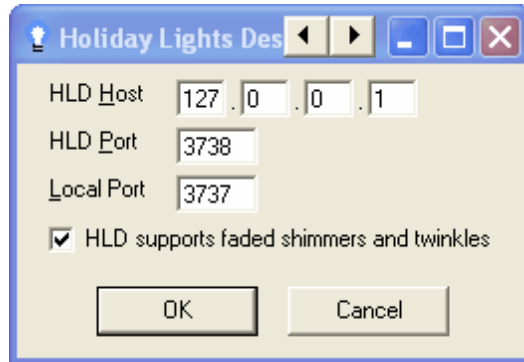 Holiday Lights Des
HLD Host 127 . 0 . 0 . 1
HLD Port 3738
Local Port 3737
HLD supports faded shimmers and twinkles
OK Cancel